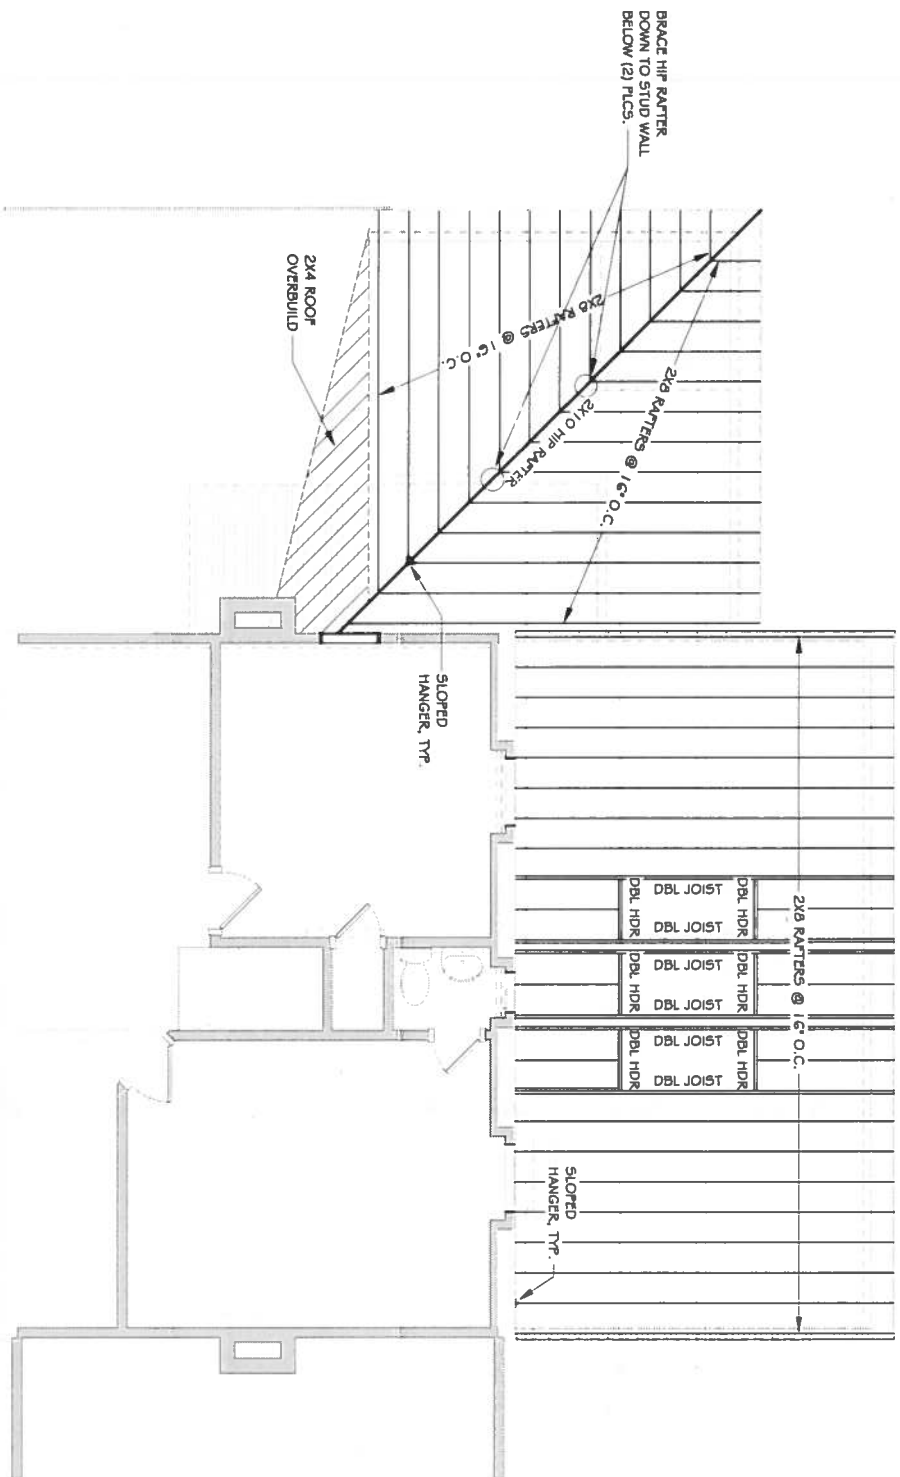 BRACE HIP RAFTER
DOWN TO STUD WALL
BELOW (2) PLCS.
2X4 ROOF
OVERBUILD
2X8 RAFTERS @ 16" O.C.
2X8 RAFTERS @ 16" O.C.
2X10 HIP RAFTER
SLOPED
HANGER, TYP.
2X8 RAFTERS @ 16" O.C.
DBL HDR
DBL JOIST
DBL JOIST
DBL HDR
DBL HDR
DBL JOIST
DBL JOIST
DBL HDR
DBL HDR
DBL JOIST
DBL JOIST
DBL HDR
SLOPED
HANGER, TYP.